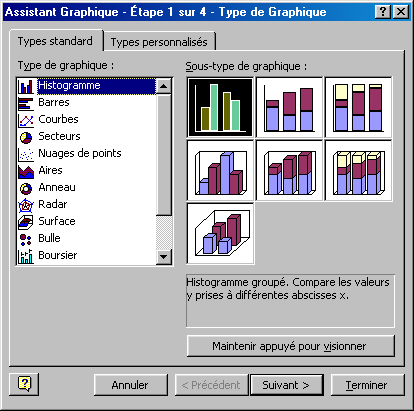 Assistant Graphique - Étape 1 sur 4 - Type de Graphique
Types standard
Types personnalisés
Type de graphique :
Histogramme
Barres
Courbes
Secteurs
Nuages de points
Aires
Anneau
Radar
Surface
Bulle
Boursier
Sous-type de graphique :
Histogramme groupé. Compare les valeurs
y prises à différentes abscisses x.
Maintenir appuyé pour visionner
Annuler
< Précédent
Suivant >
Terminer